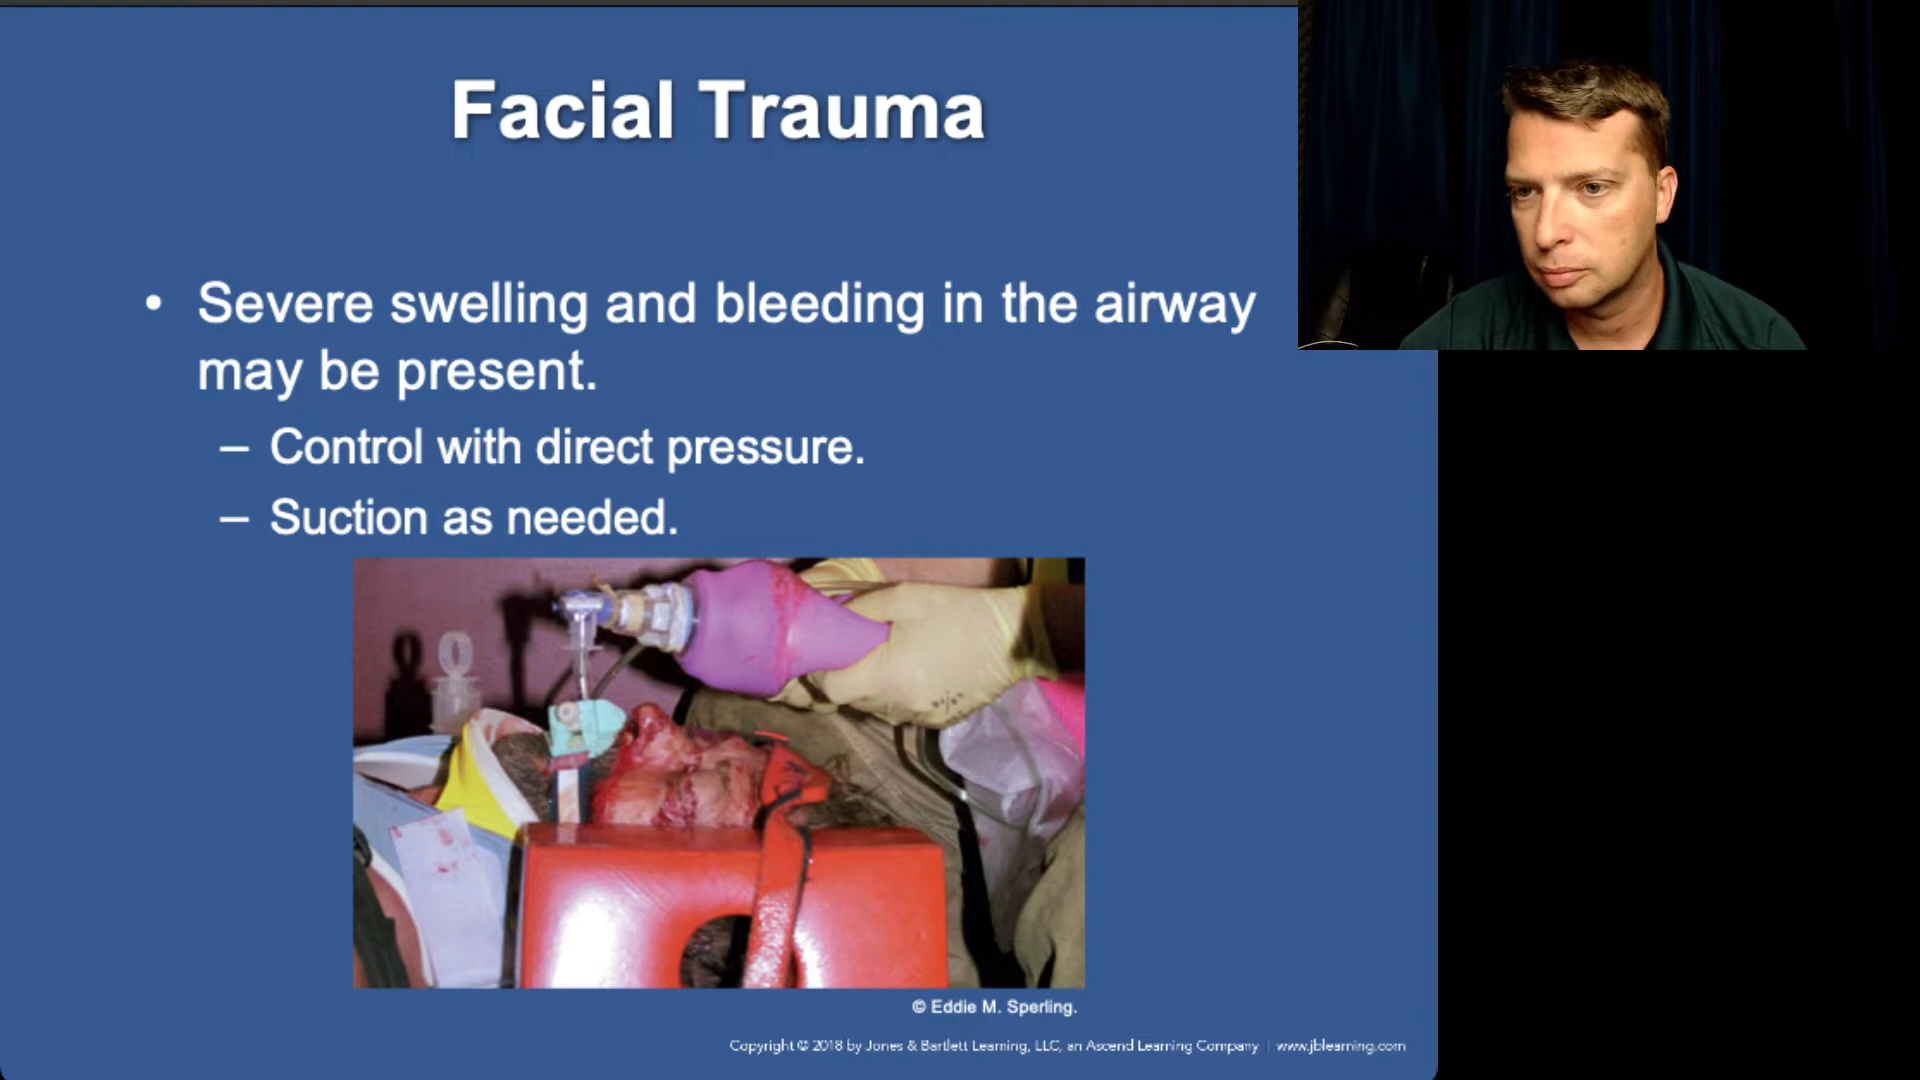 Facial Trauma
• Severe swelling and bleeding in the airway
may be present.
– Control with direct pressure.
– Suction as needed.
© Eddie M. Sperling.
Copyright © 2018 by Jones & Bartlett Learning, LLC, an Ascend Learning Company | www.jblearning.com